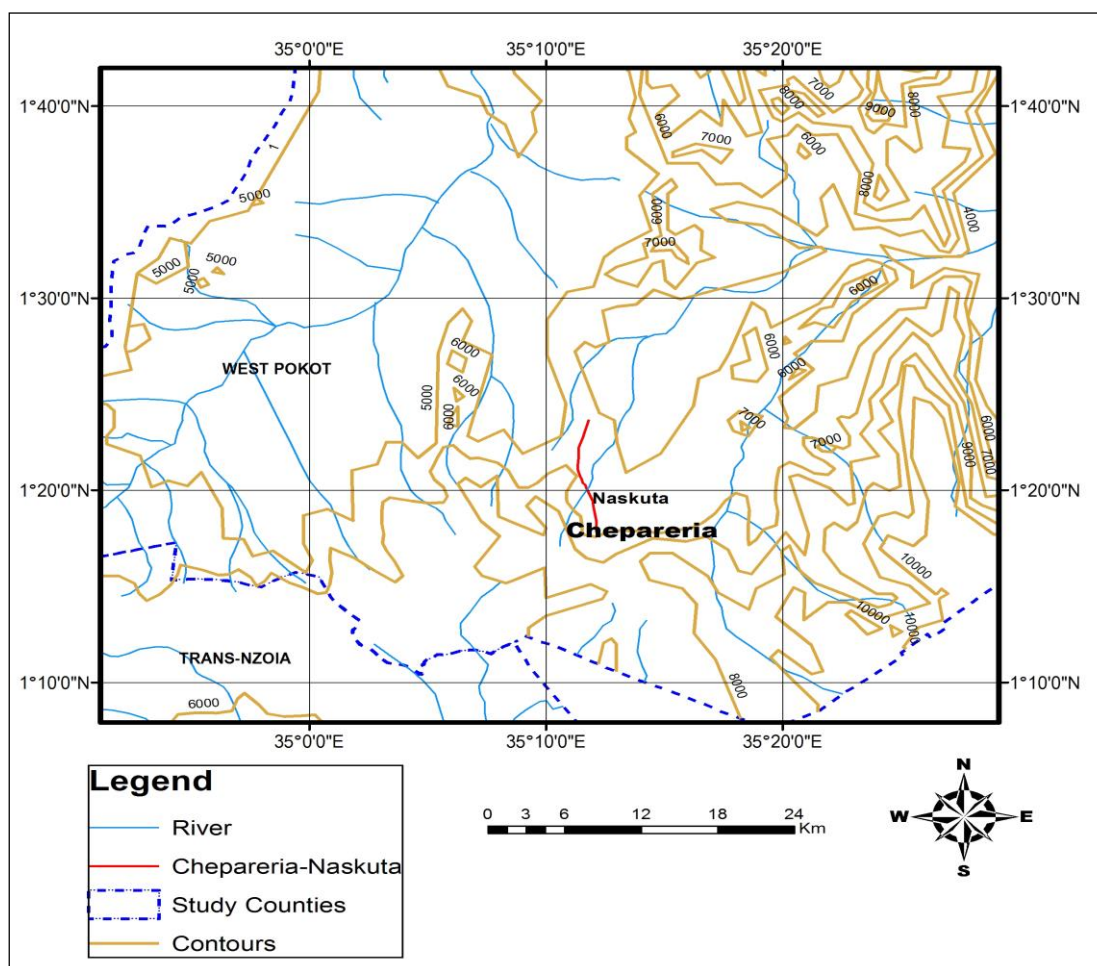 35°0'0"E 35°10'0"E 35°20'0"E
1°40'0"N 1°40'0"N
7000
8000
8000
9000
6000
7000
6000
1
8000
5000
4000
6000
7000
5000
5000
5000
1°30'0"N 1°30'0"N
6000
6000
6000
WEST POKOT
6000
6000
5000
6000
7000
6000
7000
7000
9000
1°20'0"N 1°20'0"N
Naskuta
Chepareria
10000
10000
10000
TRANS-NZOIA
1°10'0"N 1°10'0"N
8000
6000
35°0'0"E 35°10'0"E 35°20'0"E
Legend
River
Chepareria-Naskuta
Study Counties
Contours
0 3 6 12 18 24
Km
N
W E
S